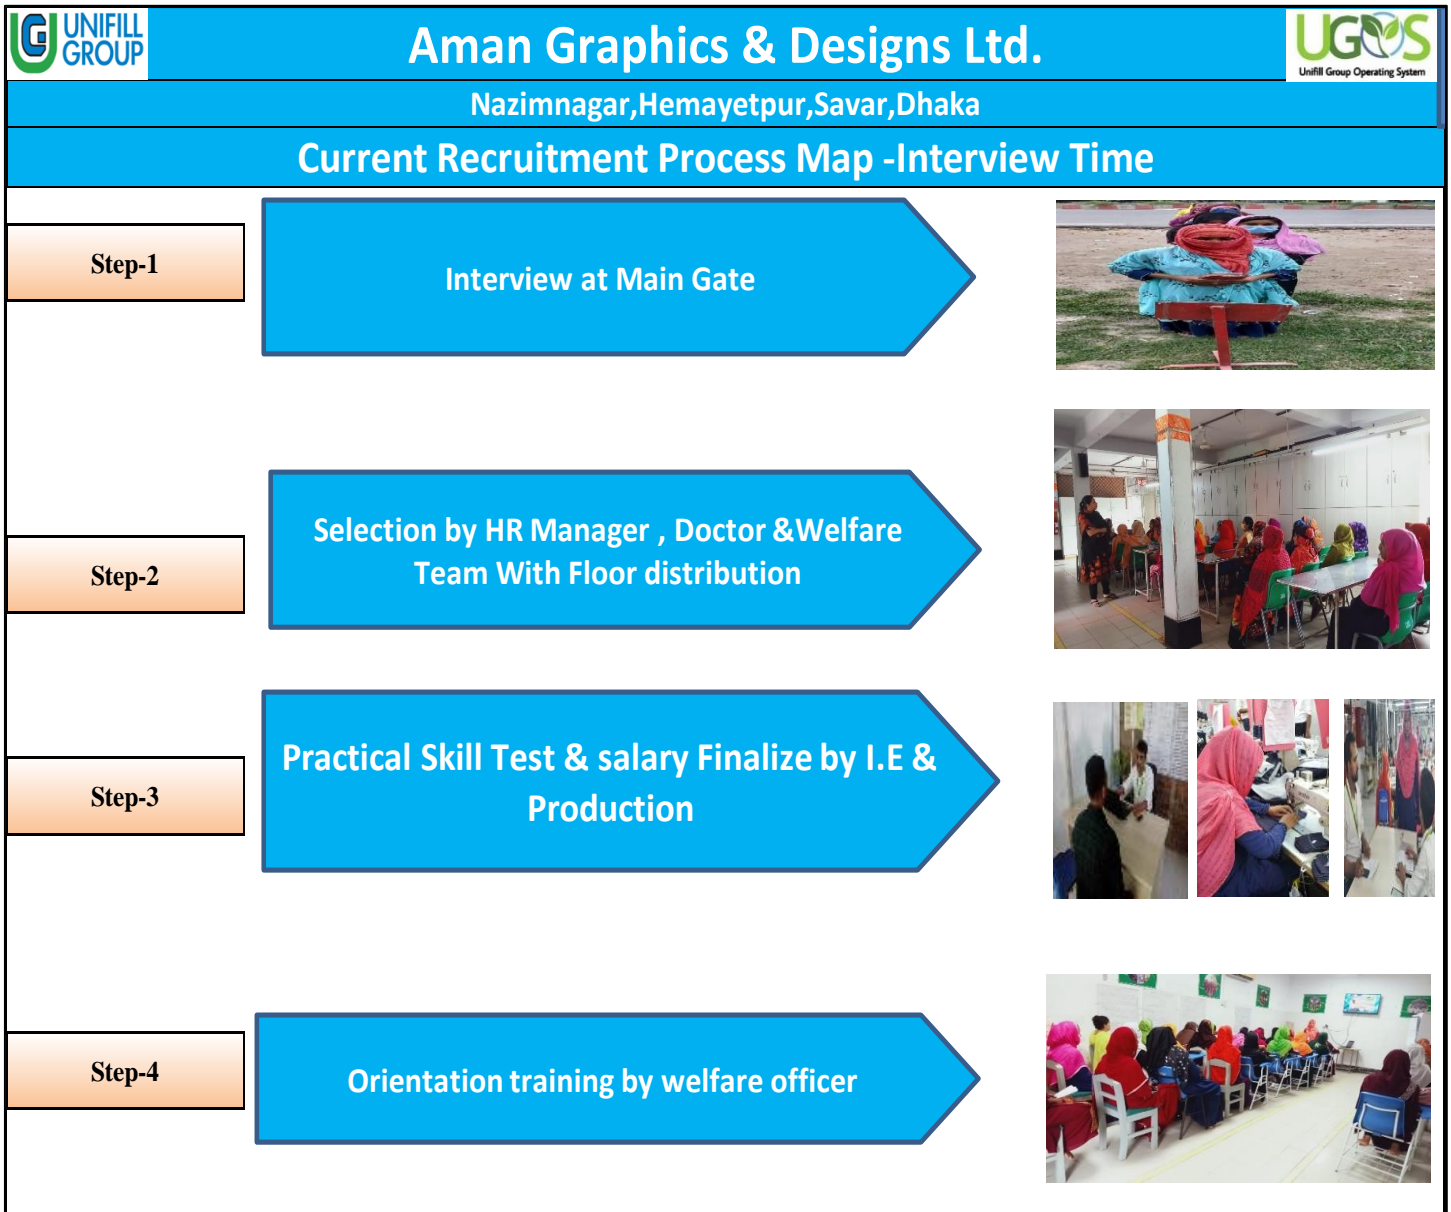 UNIFILL
GROUP
Aman Graphics & Designs Ltd.
UGOS
Unifill Group Operating System
Nazimnagar,Hemayetpur,Savar,Dhaka
Current Recruitment Process Map -Interview Time
Step-1
Interview at Main Gate
Step-2
Selection by HR Manager , Doctor &Welfare
Team With Floor distribution
Step-3
Practical Skill Test & salary Finalize by I.E &
Production
Step-4
Orientation training by welfare officer